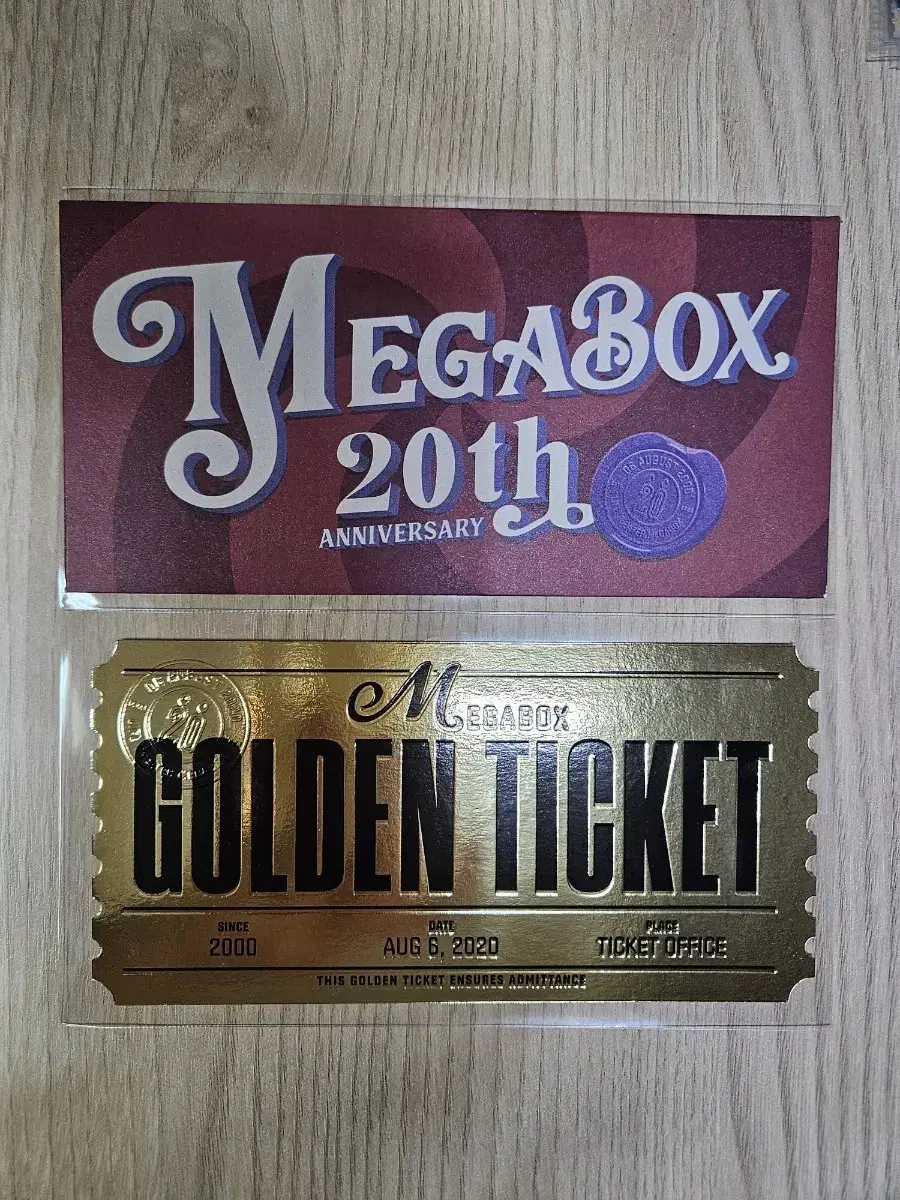 MEGABOX
20th
ANNIVERSARY
MEGABOX
GOLDEN TICKET
SINCE
2000
DATE
AUG 6, 2020
PLACE
TICKET OFFICE
THIS GOLDEN TICKET ENSURES ADMITTANCE